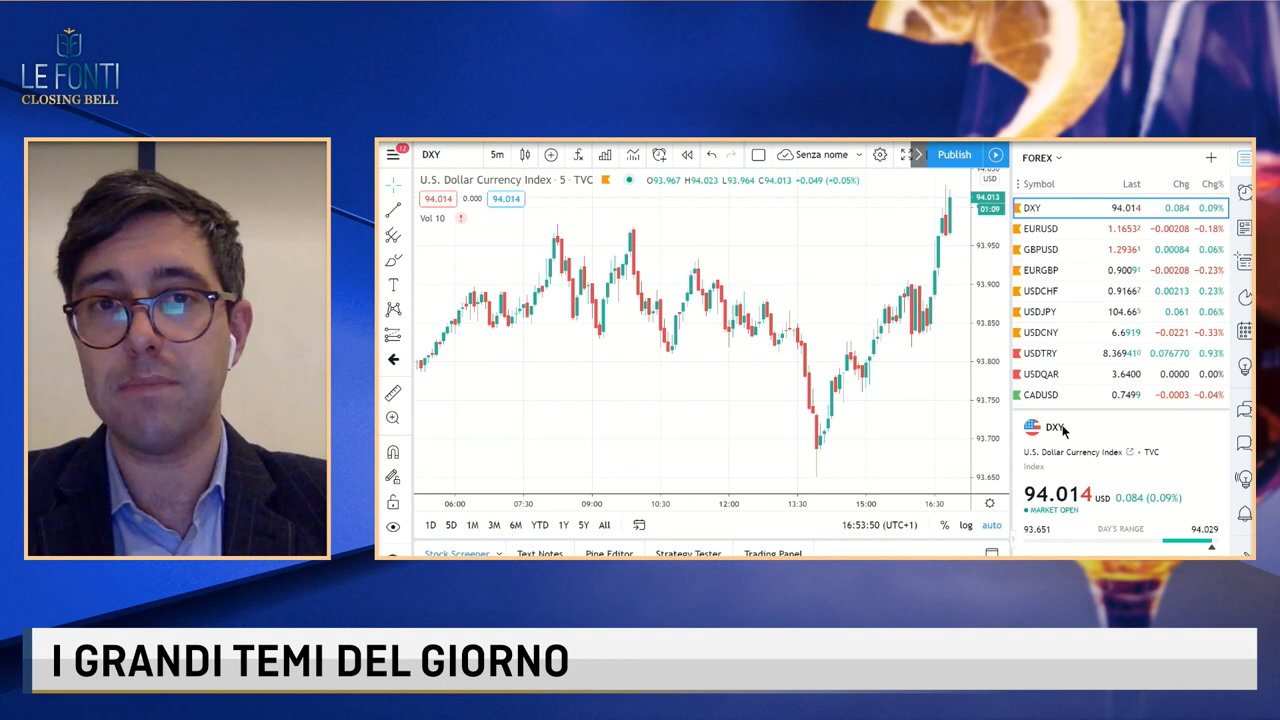 LE FONTI
CLOSING BELL
12
DXY 5m Senza nome Publish
U.S. Dollar Currency Index · 5 · TVC O93.967 H94.023 L93.964 C94.013 +0.049 (+0.05%)
94.014 0.000 94.014
Vol 10
USD
94.013
01:09
93.950
93.900
93.850
93.800
93.750
93.700
93.650
06:00 07:30 09:00 10:30 12:00 13:30 15:00 16:30
1D 5D 1M 3M 6M YTD 1Y 5Y All 16:53:50 (UTC+1) % log auto
Stock Screener Text Notes Pine Editor Strategy Tester Trading Panel
FOREX
Symbol Last Chg Chg%
DXY 94.014 0.084 0.09%
EURUSD 1.16532 −0.00208 −0.18%
GBPUSD 1.29361 0.00084 0.06%
EURGBP 0.90091 −0.00208 −0.23%
USDCHF 0.91667 0.00213 0.23%
USDJPY 104.665 0.061 0.06%
USDCNY 6.6919 −0.0221 −0.33%
USDTRY 8.369410 0.076770 0.93%
USDQAR 3.6400 0.0000 0.00%
CADUSD 0.7499 −0.0003 −0.04%
DXY
U.S. Dollar Currency Index • TVC
Index
94.014 USD 0.084 (0.09%)
MARKET OPEN
93.651 DAY'S RANGE 94.029
I GRANDI TEMI DEL GIORNO